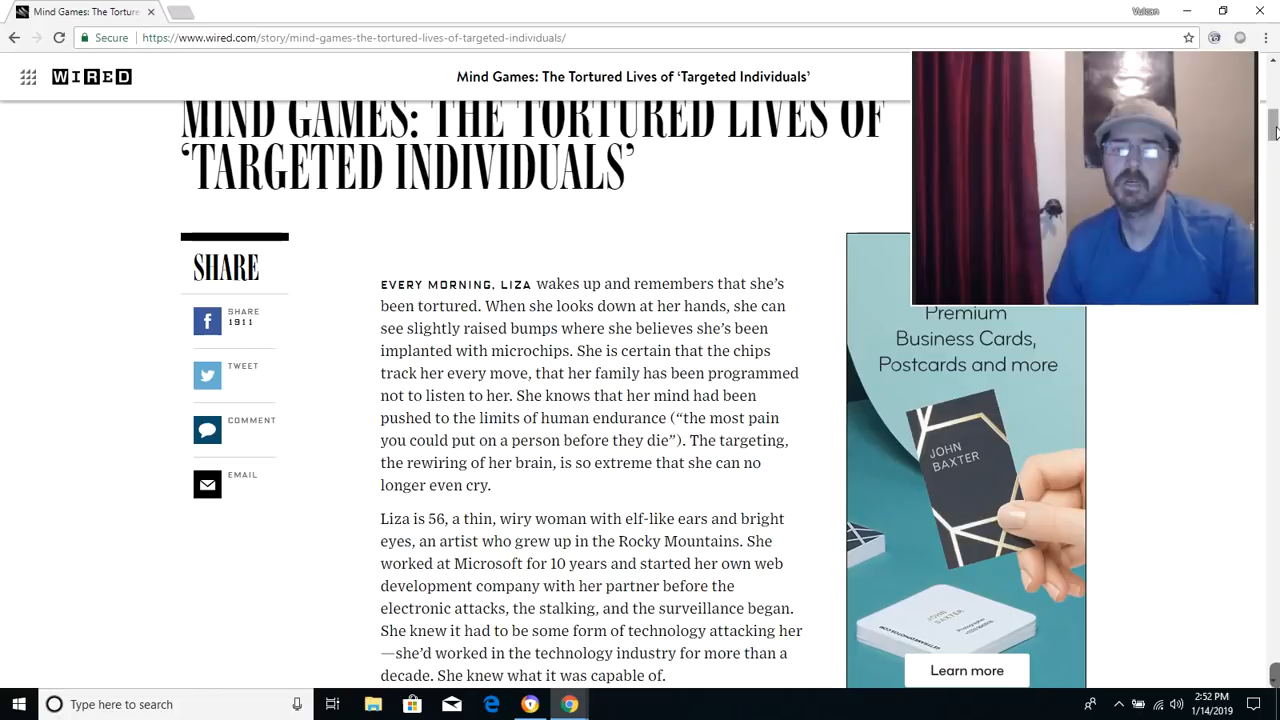 Mind Games: The Torture
Vulcan
Secure
https://www.wired.com/story/mind-games-the-tortured-lives-of-targeted-individuals/
WIRED
Mind Games: The Tortured Lives of ‘Targeted Individuals’
MIND GAMES: THE TORTURED LIVES OF
‘TARGETED INDIVIDUALS’
SHARE
SHARE
1911
TWEET
COMMENT
EMAIL
EVERY MORNING, LIZA wakes up and remembers that she’s
been tortured. When she looks down at her hands, she can
see slightly raised bumps where she believes she’s been
implanted with microchips. She is certain that the chips
track her every move, that her family has been programmed
not to listen to her. She knows that her mind had been
pushed to the limits of human endurance (“the most pain
you could put on a person before they die”). The targeting,
the rewiring of her brain, is so extreme that she can no
longer even cry.
Liza is 56, a thin, wiry woman with elf-like ears and bright
eyes, an artist who grew up in the Rocky Mountains. She
worked at Microsoft for 10 years and started her own web
development company with her partner before the
electronic attacks, the stalking, and the surveillance began.
She knew it had to be some form of technology attacking her
—she’d worked in the technology industry for more than a
decade. She knew what it was capable of.
Premium
Business Cards,
Postcards and more
JOHN
BAXTER
JOHN
BAXTER
Learn more
Type here to search
2:52 PM
1/14/2019